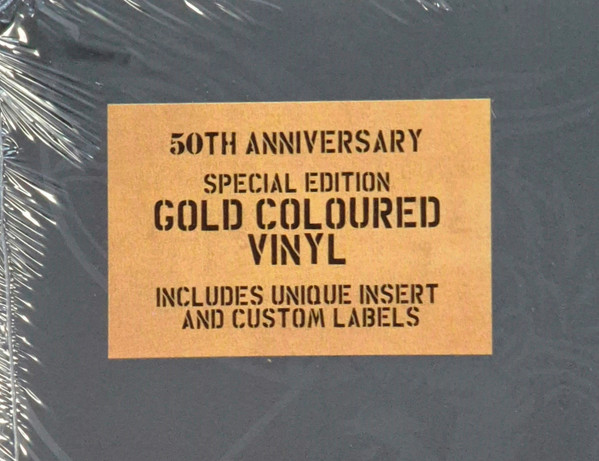 50TH ANNIVERSARY
SPECIAL EDITION
GOLD COLOURED
VINYL
INCLUDES UNIQUE INSERT
AND CUSTOM LABELS